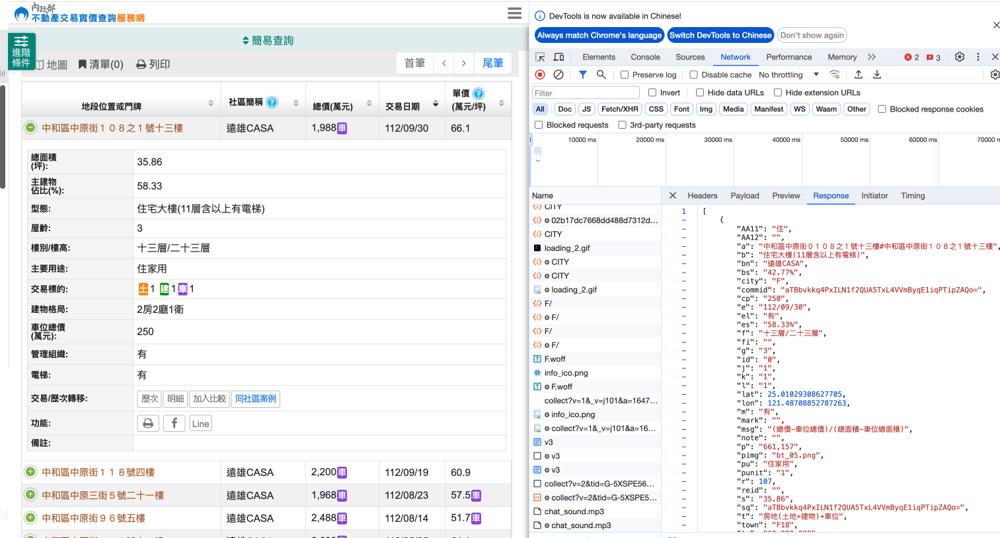 內政部
不動產交易實價查詢服務網
簡易查詢
進階
條件
地圖
清單(0)
列印
首筆
尾筆
地段位置或門牌
社區簡稱
總價(萬元)
交易日期
單價
(萬元/坪)
中和區中原街１０８之１號十三樓 遠雄CASA 1,988車 112/09/30 66.1
總面積
(坪):
35.86
主建物
佔比(%):
58.33
型態: 住宅大樓(11層含以上有電梯)
屋齡: 3
樓別/樓高: 十三層/二十三層
主要用途: 住家用
交易標的: 土1 建1車1
建物格局: 2房2廳1衛
車位總價
(萬元):
250
管理組織: 有
電梯: 有
交易/歷次轉移: 歷次 明細 加入比較 同社區案例
功能: f Line
備註:
中和區中原街１１８號四樓 遠雄CASA 2,200車 112/09/19 60.9
中和區中原三街５號二十一樓 遠雄CASA 1,968車 112/08/23 57.5車
中和區中原街９６號五樓 遠雄CASA 2,488車 112/08/14 51.7車
DevTools is now available in Chinese!
Always match Chrome's language
Switch DevTools to Chinese
Don't show again
Elements Console Sources Network Performance Memory 2 3
Preserve log Disable cache No throttling
Filter Invert Hide data URLs Hide extension URLs
All Doc JS Fetch/XHR CSS Font Img Media Manifest WS Wasm Other Blocked response cookies
Blocked requests 3rd-party requests
10000 ms 20000 ms 30000 ms 40000 ms 50000 ms 60000 ms 70000 m
Name
CITY
02b17dc7668dd488d7312d...
CITY
loading_2.gif
CITY
CITY
loading_2.gif
F/
F/
F/
F/
F.woff
info_ico.png
F.woff
collect?v=1&_v=j101&a=1647...
info_ico.png
collect?v=1&_v=j101&a=16...
v3
v3
v3
collect?v=2&tid=G-5XSPE56...
collect?v=2&tid=G-5XSPE5...
chat_sound.mp3
chat_sound.mp3
Headers Payload Preview Response Initiator Timing
1 [
{
"AA11": "住",
"AA12": "",
"a": "中和區中原街０１０８之１號十三樓#中和區中原街１０８之１號十三樓",
"b": "住宅大樓(11層含以上有電梯)",
"bn": "遠雄CASA",
"bs": "42.77%",
"city": "F",
"commid": "aTBbvkkq4PxILN1f2QUA5TxL4VVmByqE1iqPTipZAQo=",
"cp": "250",
"e": "112/09/30",
"el": "有",
"es": "58.33%",
"f": "十三層/二十三層",
"fi": "",
"g": "3",
"id": "0",
"j": "1",
"k": "1",
"l": "1",
"lat": 25.01029308627705,
"lon": 121.48708852787263,
"m": "有",
"mark": "",
"msg": "(總價-車位總價)/(總面積-車位總面積)",
"note": "",
"p": "661,157",
"pimg": "bt_05.png",
"pu": "住家用",
"punit": "1",
"r": 107,
"reid": "",
"s": "35.86",
"sq": "aTBbvkkq4PxILN1f2QUA5TxL4VVmByqE1iqPTipZAQo=",
"t": "房地(土地+建物)+車位",
"town": "F18",